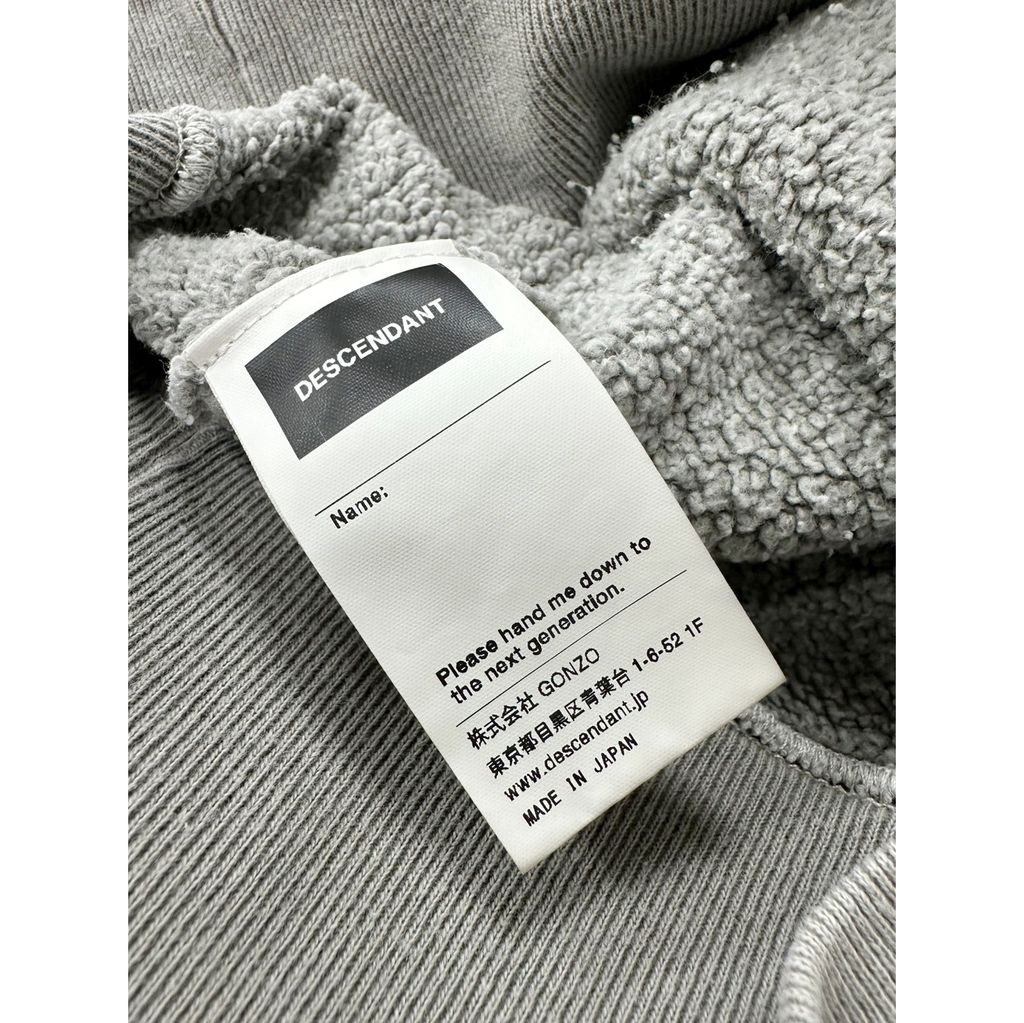 DESCENDANT
Name:
Please hand me down to
the next generation.
株式会社 GONZO
東京都目黒区青葉台 1-6-52 1F
www.descendant.jp
MADE IN JAPAN